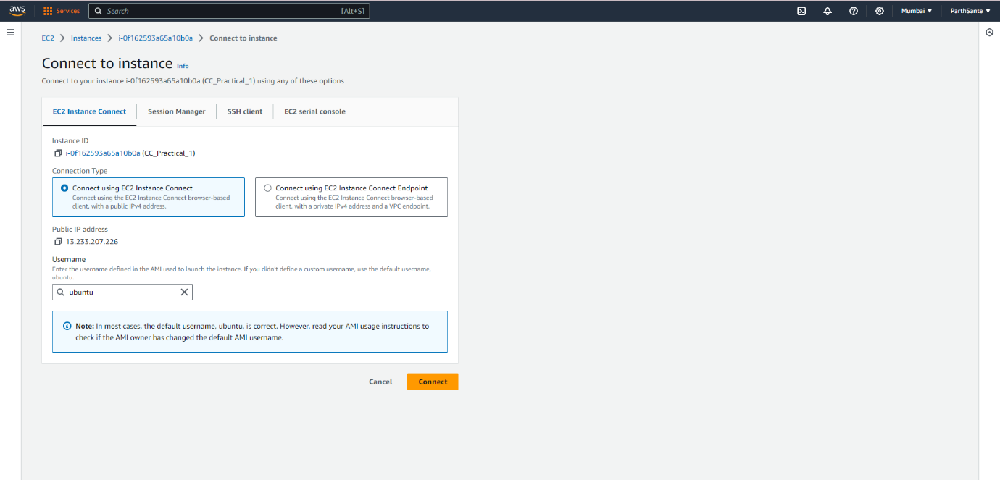 aws
Services
Search
[Alt+S]
Mumbai
ParthSante
EC2
Instances
i-0f162593a65a10b0a
Connect to instance
Connect to instance Info
Connect to your instance i-0f162593a65a10b0a (CC_Practical_1) using any of these options
EC2 Instance Connect
Session Manager
SSH client
EC2 serial console
Instance ID
i-0f162593a65a10b0a (CC_Practical_1)
Connection Type
Connect using EC2 Instance Connect
Connect using the EC2 Instance Connect browser-based
client, with a public IPv4 address.
Connect using EC2 Instance Connect Endpoint
Connect using the EC2 Instance Connect browser-based
client, with a private IPv4 address and a VPC endpoint.
Public IP address
13.233.207.226
Username
Enter the username defined in the AMI used to launch the instance. If you didn't define a custom username, use the default username,
ubuntu.
ubuntu
Note: In most cases, the default username, ubuntu, is correct. However, read your AMI usage instructions to
check if the AMI owner has changed the default AMI username.
Cancel
Connect